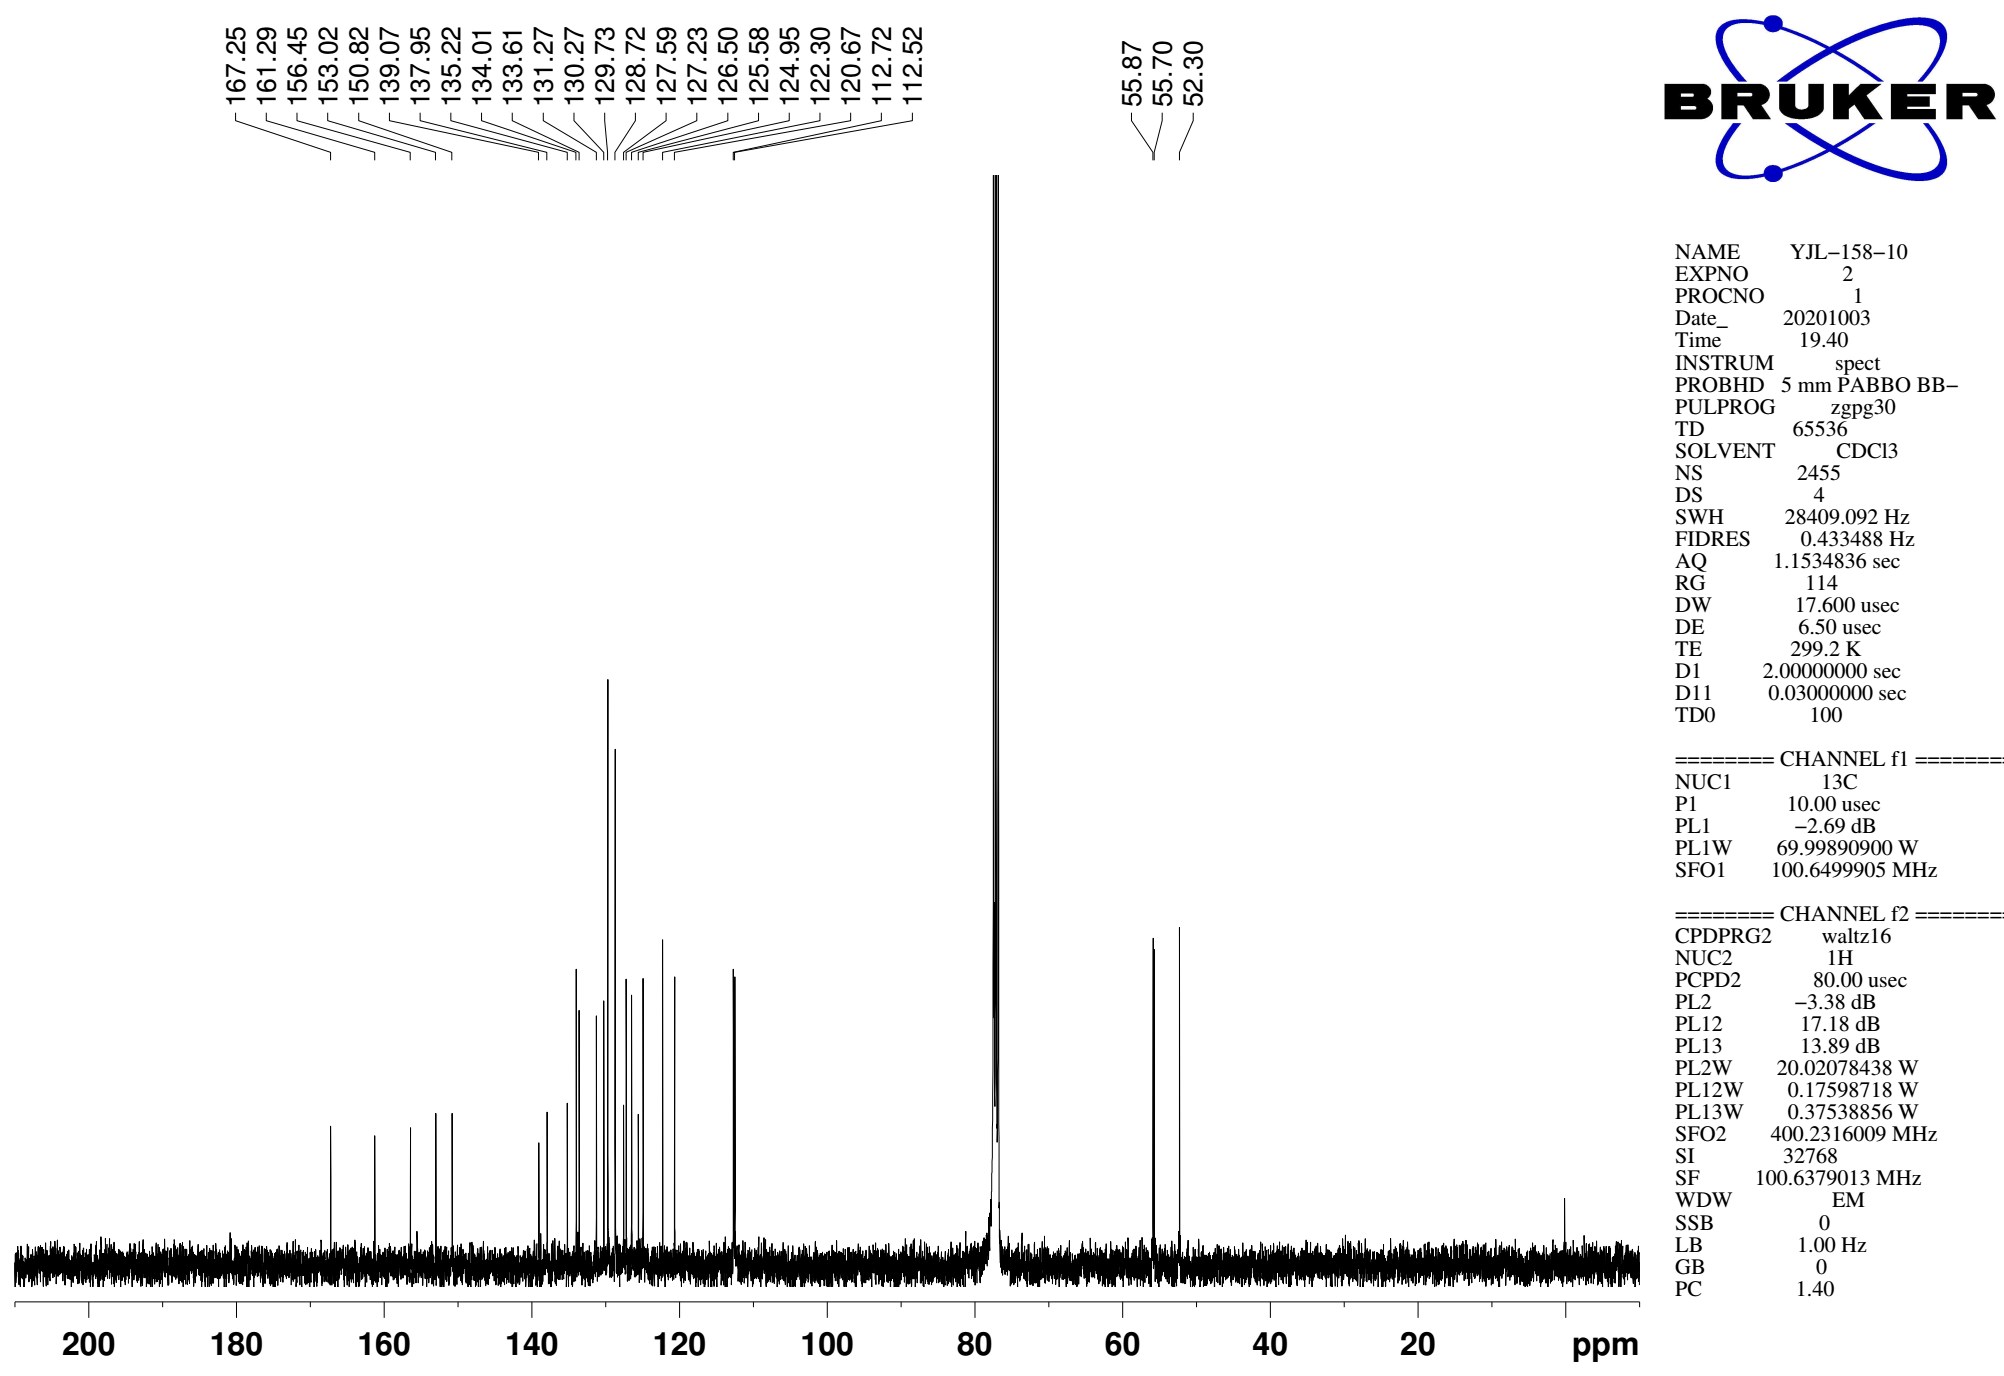 167.25
161.29
156.45
153.02
150.82
139.07
137.95
135.22
134.01
133.61
131.27
130.27
129.73
128.72
127.59
127.23
126.50
125.58
124.95
122.30
120.67
112.72
112.52
55.87
55.70
52.30
BRUKER
NAME YJL−158−10
EXPNO 2
PROCNO 1
Date_ 20201003
Time 19.40
INSTRUM spect
PROBHD 5 mm PABBO BB−
PULPROG zgpg30
TD 65536
SOLVENT CDCl3
NS 2455
DS 4
SWH 28409.092 Hz
FIDRES 0.433488 Hz
AQ 1.1534836 sec
RG 114
DW 17.600 usec
DE 6.50 usec
TE 299.2 K
D1 2.00000000 sec
D11 0.03000000 sec
TD0 100
======== CHANNEL f1 ========
NUC1 13C
P1 10.00 usec
PL1 −2.69 dB
PL1W 69.99890900 W
SFO1 100.6499905 MHz
======== CHANNEL f2 ========
CPDPRG2 waltz16
NUC2 1H
PCPD2 80.00 usec
PL2 −3.38 dB
PL12 17.18 dB
PL13 13.89 dB
PL2W 20.02078438 W
PL12W 0.17598718 W
PL13W 0.37538856 W
SFO2 400.2316009 MHz
SI 32768
SF 100.6379013 MHz
WDW EM
SSB 0
LB 1.00 Hz
GB 0
PC 1.40
200 180 160 140 120 100 80 60 40 20 ppm